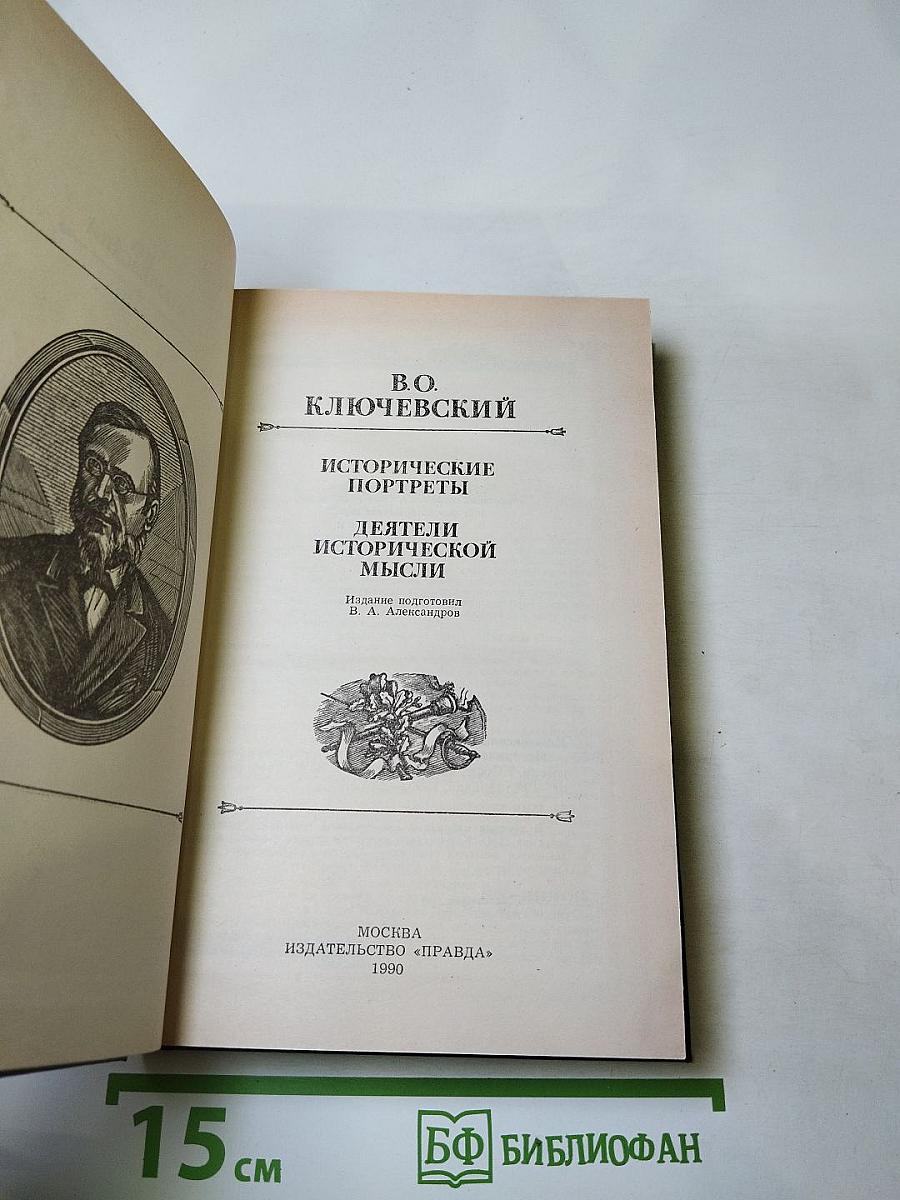 В.О.
КЛЮЧЕВСКИЙ
ИСТОРИЧЕСКИЕ
ПОРТРЕТЫ
ДЕЯТЕЛИ
ИСТОРИЧЕСКОЙ
МЫСЛИ
Издание подготовил
В. А. Александров
МОСКВА
ИЗДАТЕЛЬСТВО «ПРАВДА»
1990
15 СМ
БФ БИБЛИОФАН